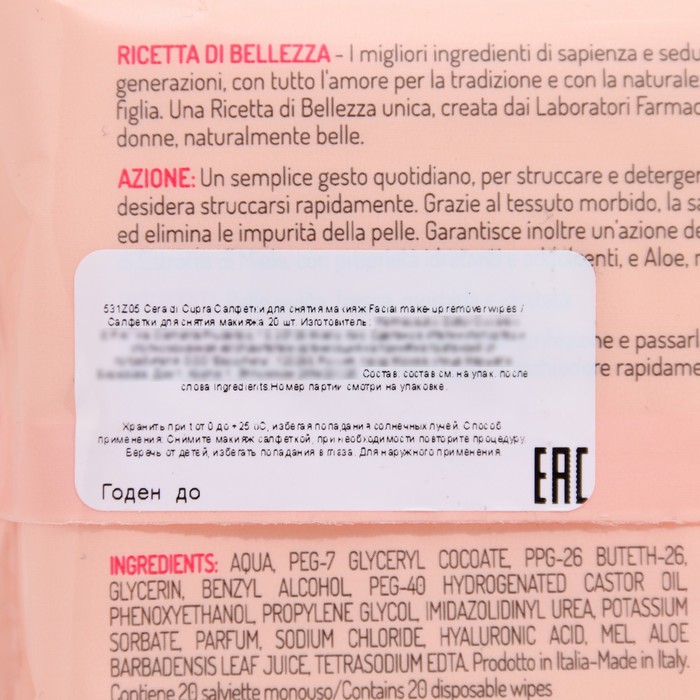 RICETTA DI BELLEZZA - I migliori ingredienti di sapienza e sedu
generazioni, con tutto l'amore per la tradizione e con la naturale
figlia. Una Ricetta di Bellezza unica, creata dai Laboratori Farmac
donne, naturalmente belle.
AZIONE: Un semplice gesto quotidiano, per struccare e detergere
desidera struccarsi rapidamente. Grazie al tessuto morbido, la sa
ed elimina le impurità della pelle. Garantisce inoltre un'azione de
enti, e Aloe, r
ne e passarl
re rapidame
531Z05 Cera di Cupra Салфетки для снятия макияж Facial make-up remover wipes /
Салфетки для снятия макияжа 20 шт. Изготовитель:
Состав: состав см. на упак. после
слова ingredients. Номер партии смотри на упаковке.
Хранить при t от 0 до +25 оС, избегая попадания солнечных лучей. Способ
применения: Снимите макияж салфеткой, при необходимости повторите процедуру.
Беречь от детей, избегать попадания в глаза. Для наружного применения.
Годен до
EAC
INGREDIENTS: AQUA, PEG-7 GLYCERYL COCOATE, PPG-26 BUTETH-26,
GLYCERIN, BENZYL ALCOHOL, PEG-40 HYDROGENATED CASTOR OIL,
PHENOXYETHANOL, PROPYLENE GLYCOL, IMIDAZOLIDINYL UREA, POTASSIUM
SORBATE, PARFUM, SODIUM CHLORIDE, HYALURONIC ACID, MEL, ALOE
BARBADENSIS LEAF JUICE, TETRASODIUM EDTA. Prodotto in Italia-Made in Italy.
Contiene 20 salviette monouso/Contains 20 disposable wipes